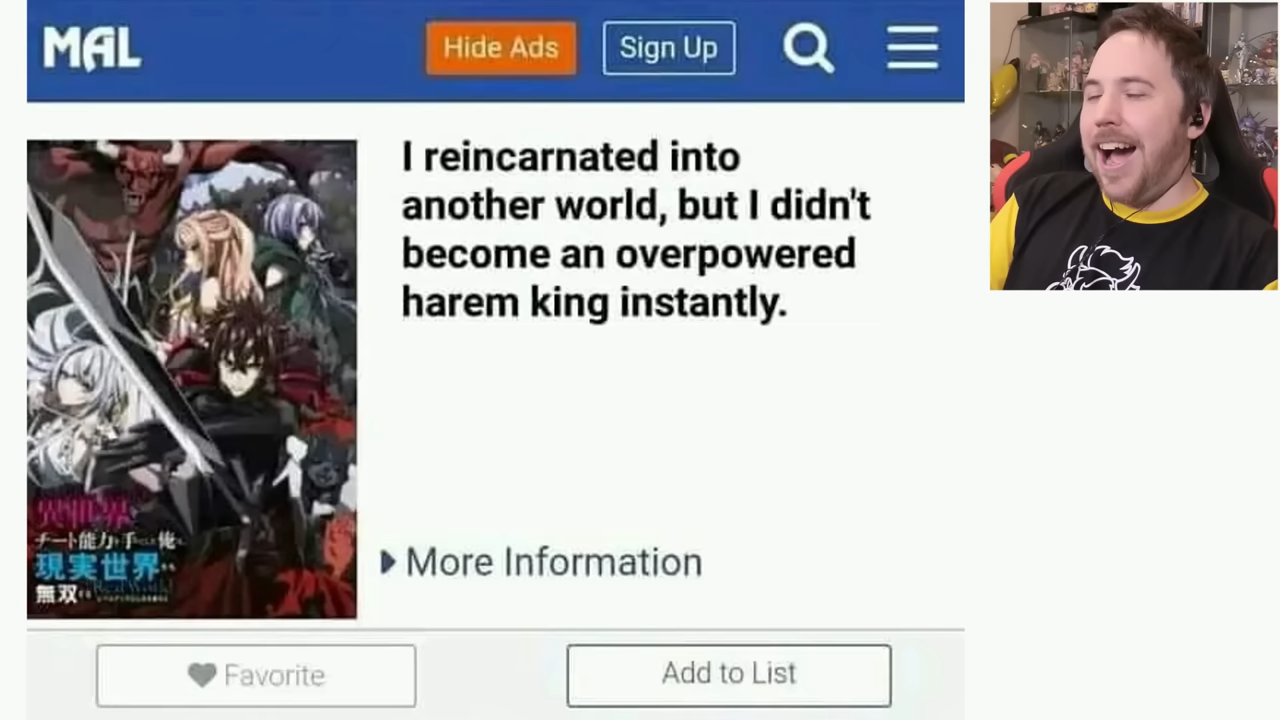 MAL
Hide Ads
Sign Up
I reincarnated into
another world, but I didn't
become an overpowered
harem king instantly.
異世界
チート能力を手にした俺
現実世界
無双
Real World
More Information
Favorite
Add to List